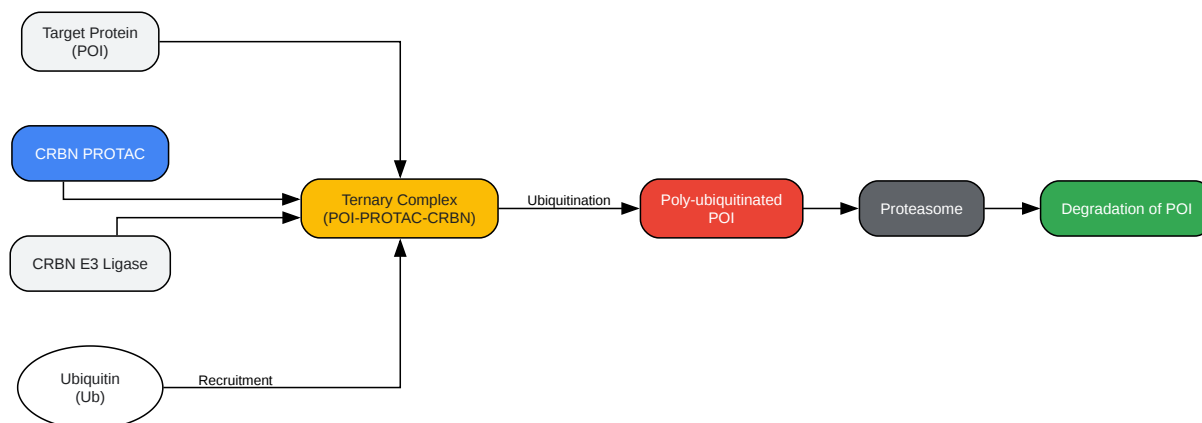 Target Protein
(POI)
CRBN PROTAC
CRBN E3 Ligase
Ubiquitin
(Ub)
Recruitment
Ternary Complex
(POI-PROTAC-CRBN)
Ubiquitination
Poly-ubiquitinated
POI
Proteasome
Degradation of POI